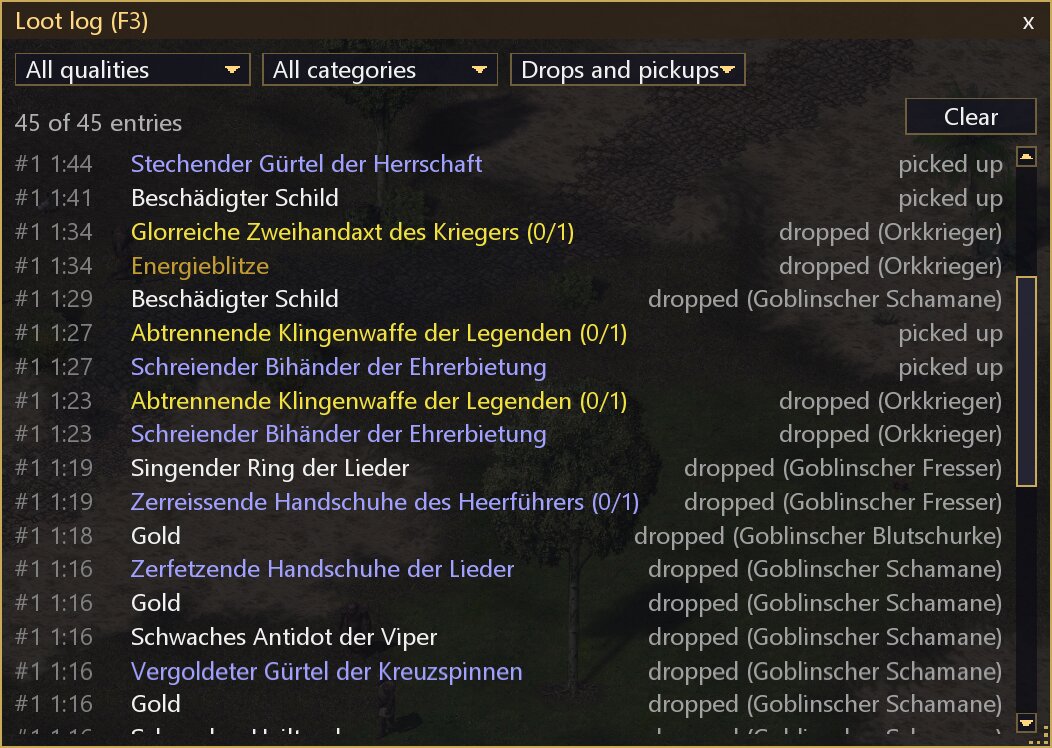 Loot log (F3) x
All qualities All categories Drops and pickups
45 of 45 entries Clear
#1 1:44 Stechender Gürtel der Herrschaft picked up
#1 1:41 Beschädigter Schild picked up
#1 1:34 Glorreiche Zweihandaxt des Kriegers (0/1) dropped (Orkkrieger)
#1 1:34 Energieblitze dropped (Orkkrieger)
#1 1:29 Beschädigter Schild dropped (Goblinscher Schamane)
#1 1:27 Abtrennende Klingenwaffe der Legenden (0/1) picked up
#1 1:27 Schreiender Bihänder der Ehrerbietung picked up
#1 1:23 Abtrennende Klingenwaffe der Legenden (0/1) dropped (Orkkrieger)
#1 1:23 Schreiender Bihänder der Ehrerbietung dropped (Orkkrieger)
#1 1:19 Singender Ring der Lieder dropped (Goblinscher Fresser)
#1 1:19 Zerreissende Handschuhe des Heerführers (0/1) dropped (Goblinscher Fresser)
#1 1:18 Gold dropped (Goblinscher Blutschurke)
#1 1:16 Zerfetzende Handschuhe der Lieder dropped (Goblinscher Schamane)
#1 1:16 Gold dropped (Goblinscher Schamane)
#1 1:16 Schwaches Antidot der Viper dropped (Goblinscher Schamane)
#1 1:16 Vergoldeter Gürtel der Kreuzspinnen dropped (Goblinscher Schamane)
#1 1:16 Gold dropped (Goblinscher Schamane)